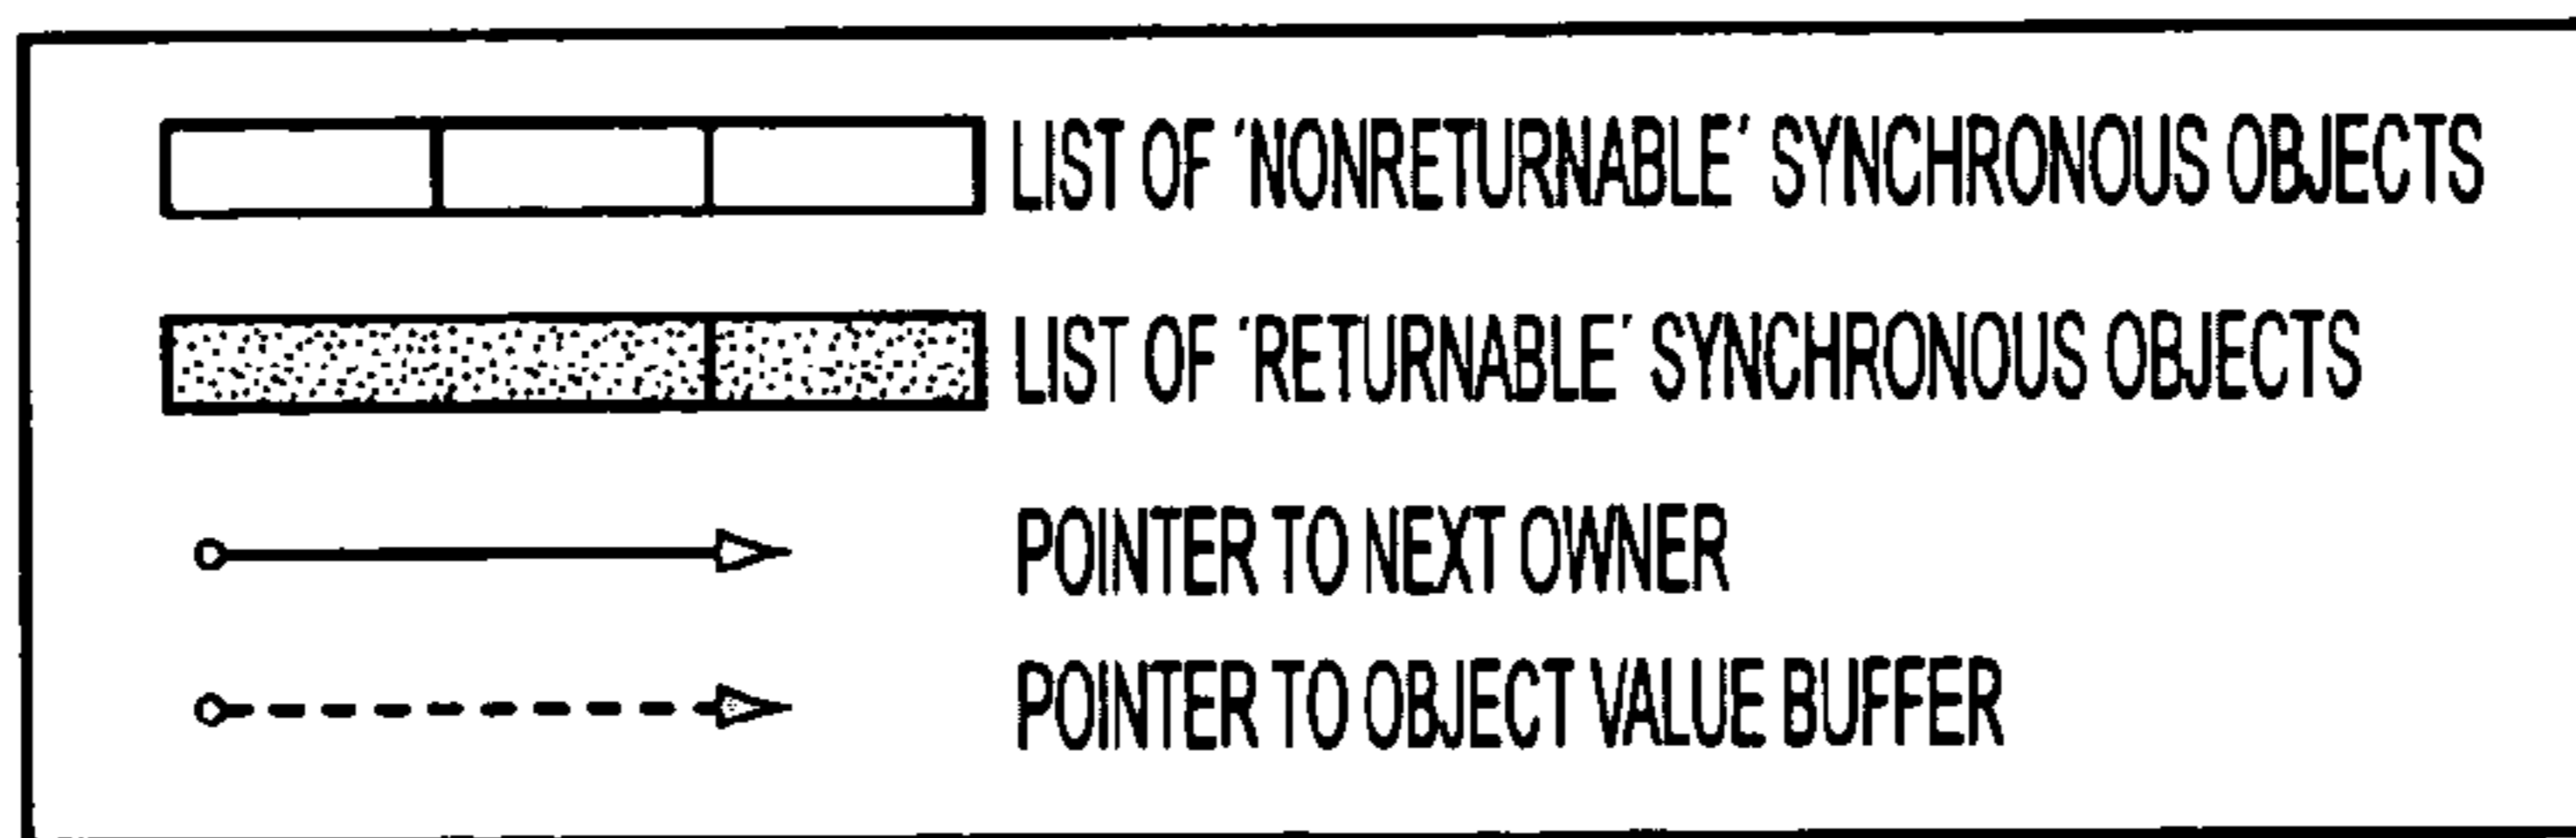 LIST OF 'NONRETURNABLE' SYNCHRONOUS OBJECTS
LIST OF 'RETURNABLE' SYNCHRONOUS OBJECTS
POINTER TO NEXT OWNER
POINTER TO OBJECT VALUE BUFFER